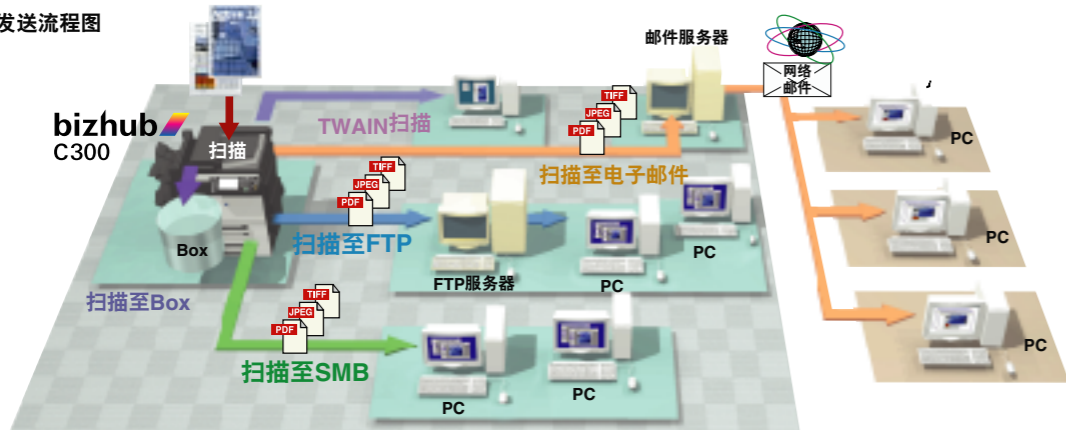 发送流程图
邮件服务器
网络
邮件
bizhub
C300
扫描
TWAIN扫描
TIFF
JPEG
PDF
扫描至电子邮件
PC
TIFF
JPEG
PDF
扫描至FTP
Box
FTP服务器
PC
PC
PC
扫描至Box
TIFF
JPEG
PDF
扫描至SMB
PC
PC
PC